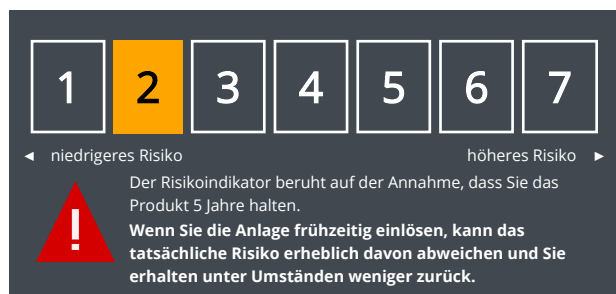 1 2 3 4 5 6 7
◄ niedrigeres Risiko höheres Risiko ►
Der Risikoindikator beruht auf der Annahme, dass Sie das
Produkt 5 Jahre halten.
Wenn Sie die Anlage frühzeitig einlösen, kann das
tatsächliche Risiko erheblich davon abweichen und Sie
erhalten unter Umständen weniger zurück.